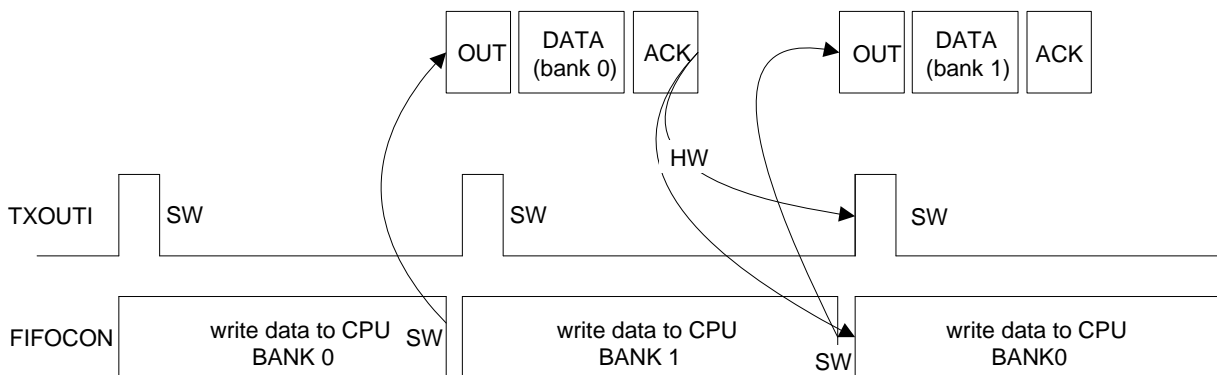 OUT
DATA
(bank 0)
ACK
OUT
DATA
(bank 1)
ACK
HW
TXOUTI
SW
SW
SW
FIFOCON
write data to CPU
BANK 0
SW
write data to CPU
BANK 1
SW
write data to CPU
BANK0